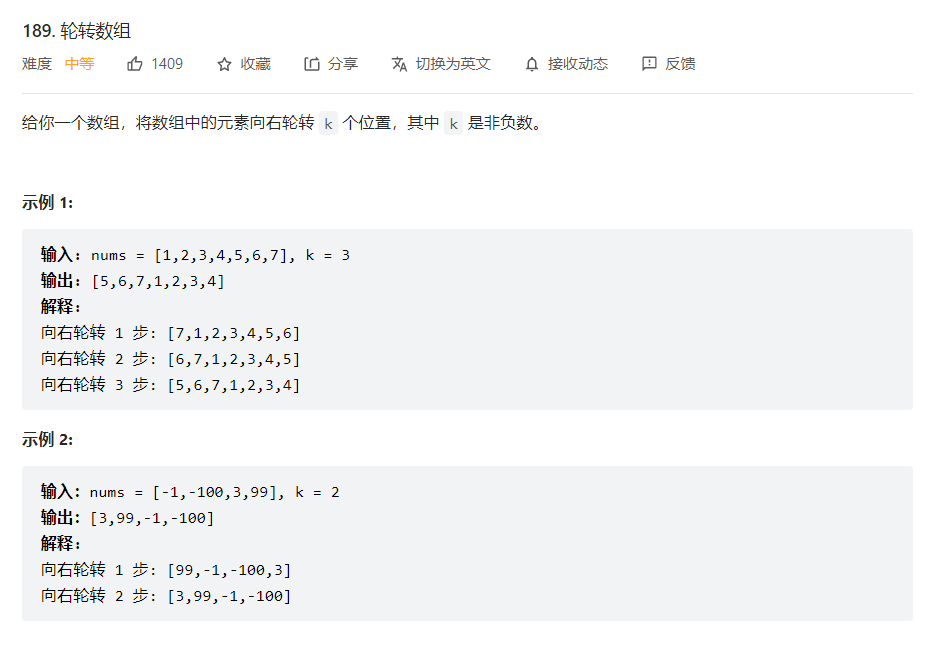 189. 轮转数组
难度 中等 1409 收藏 分享 切换为英文 接收动态 反馈
给你一个数组，将数组中的元素向右轮转 k 个位置，其中 k 是非负数。
示例 1:
输入：nums = [1,2,3,4,5,6,7], k = 3
输出：[5,6,7,1,2,3,4]
解释：
向右轮转 1 步: [7,1,2,3,4,5,6]
向右轮转 2 步: [6,7,1,2,3,4,5]
向右轮转 3 步: [5,6,7,1,2,3,4]
示例 2:
输入：nums = [-1,-100,3,99], k = 2
输出：[3,99,-1,-100]
解释：
向右轮转 1 步: [99,-1,-100,3]
向右轮转 2 步: [3,99,-1,-100]